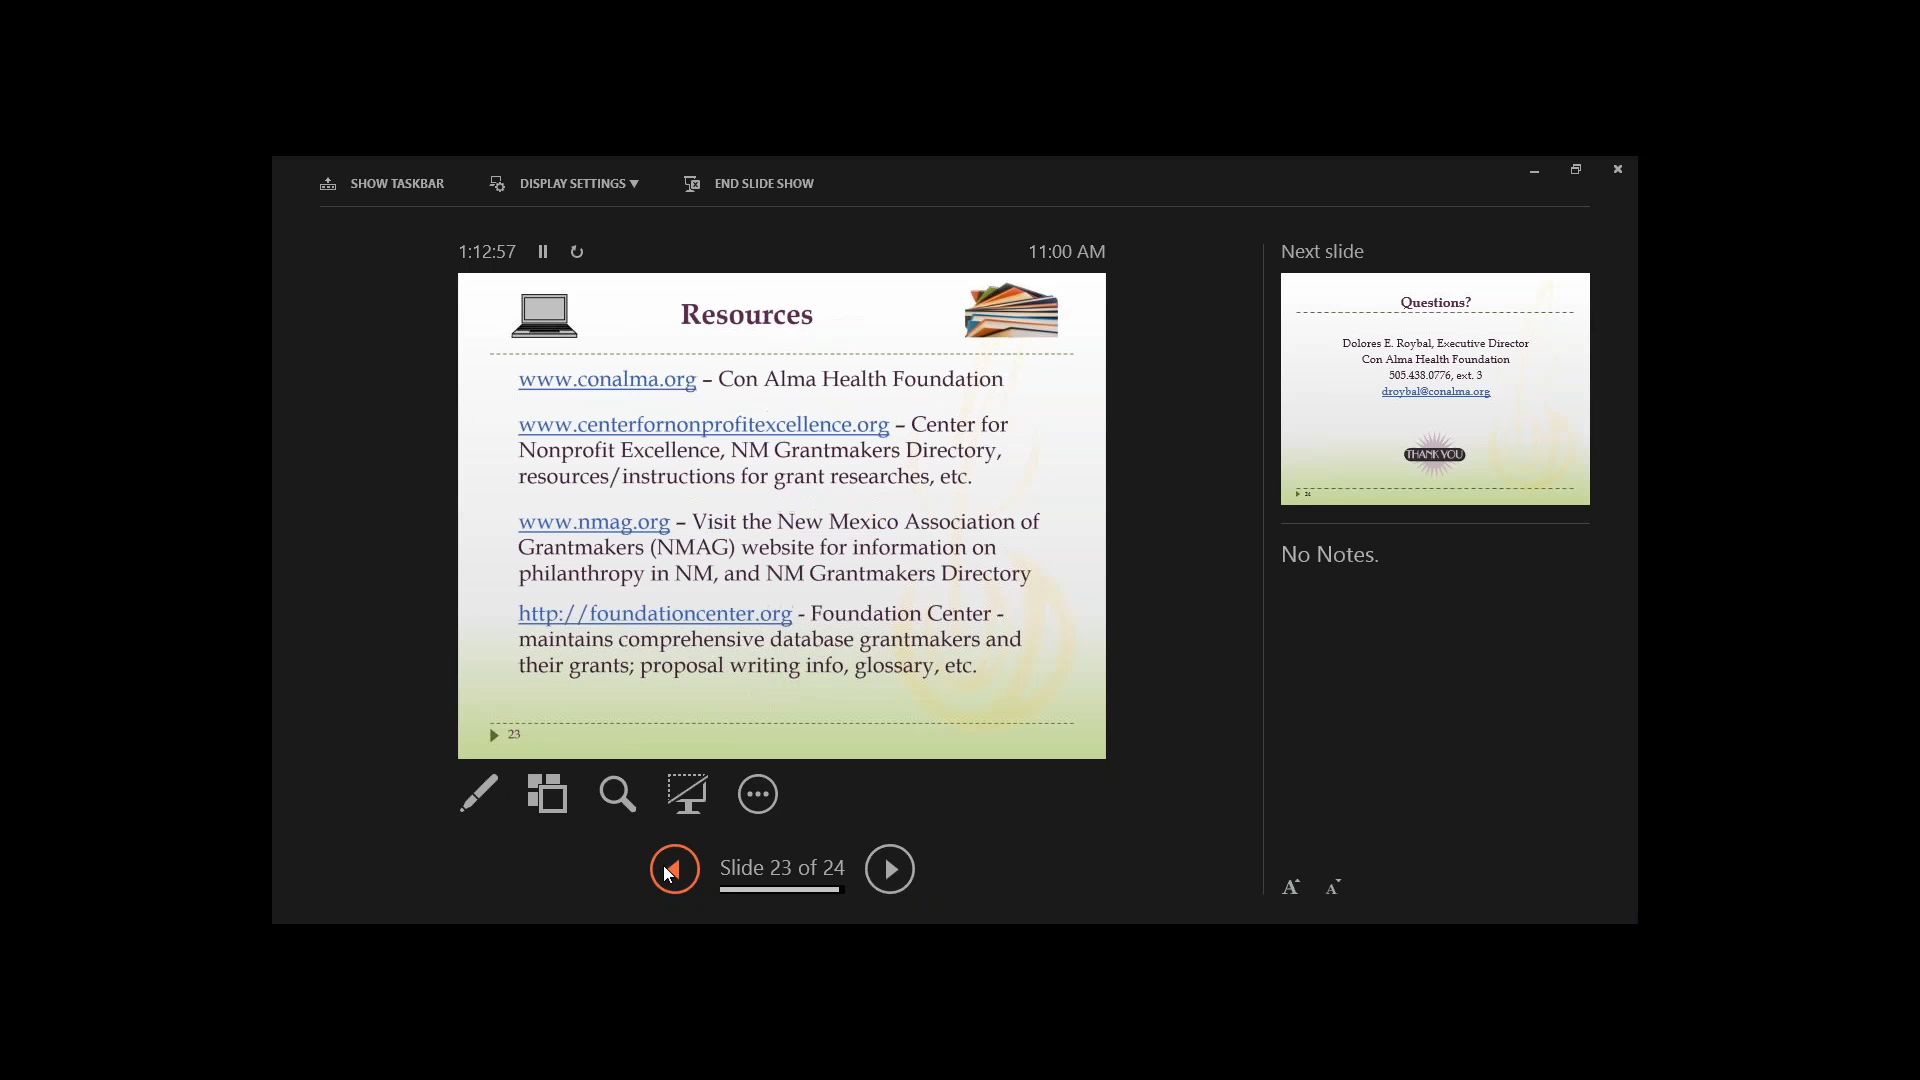 SHOW TASKBAR
DISPLAY SETTINGS ▼
END SLIDE SHOW
1:12:57
11:00 AM
Resources
www.conalma.org – Con Alma Health Foundation
www.centerfornonprofitexcellence.org – Center for
Nonprofit Excellence, NM Grantmakers Directory,
resources/instructions for grant researches, etc.
www.nmag.org – Visit the New Mexico Association of
Grantmakers (NMAG) website for information on
philanthropy in NM, and NM Grantmakers Directory
http://foundationcenter.org - Foundation Center -
maintains comprehensive database grantmakers and
their grants; proposal writing info, glossary, etc.
23
Slide 23 of 24
Next slide
Questions?
Dolores E. Roybal, Executive Director
Con Alma Health Foundation
505.438.0776, ext. 3
droybal@conalma.org
THANK YOU
24
No Notes.
A A